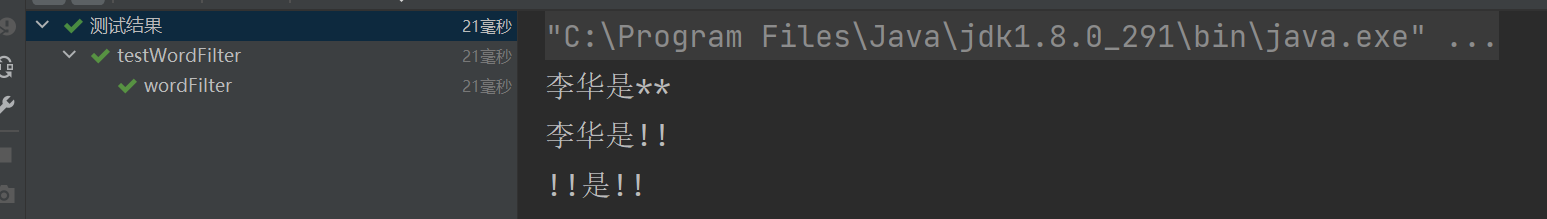 测试结果 21毫秒
testWordFilter 21毫秒
wordFilter 21毫秒
"C:\Program Files\Java\jdk1.8.0_291\bin\java.exe" ...
李华是**
李华是!!
!!是!!